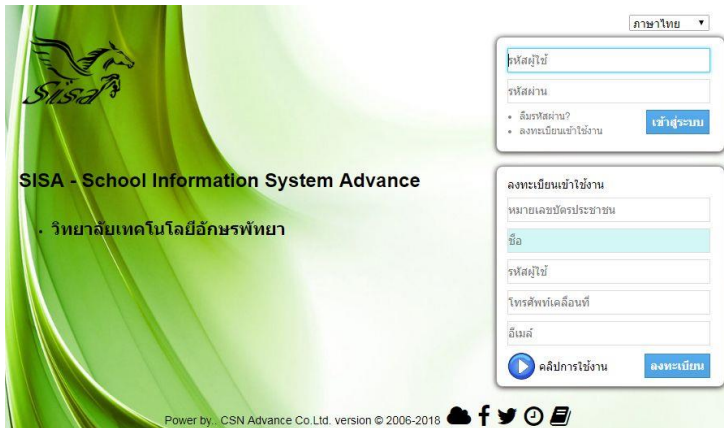 ภาษาไทย
Sisa
รหัสผู้ใช้
รหัสผ่าน
ลืมรหัสผ่าน?
ลงทะเบียนเข้าใช้งาน
เข้าสู่ระบบ
SISA - School Information System Advance
วิทยาลัยเทคโนโลยีอักษรพัทยา
ลงทะเบียนเข้าใช้งาน
หมายเลขบัตรประชาชน
ชื่อ
รหัสผู้ใช้
โทรศัพท์เคลื่อนที่
อีเมล์
คลิปการใช้งาน
ลงทะเบียน
Power by.. CSN Advance Co.Ltd. version © 2006-2018